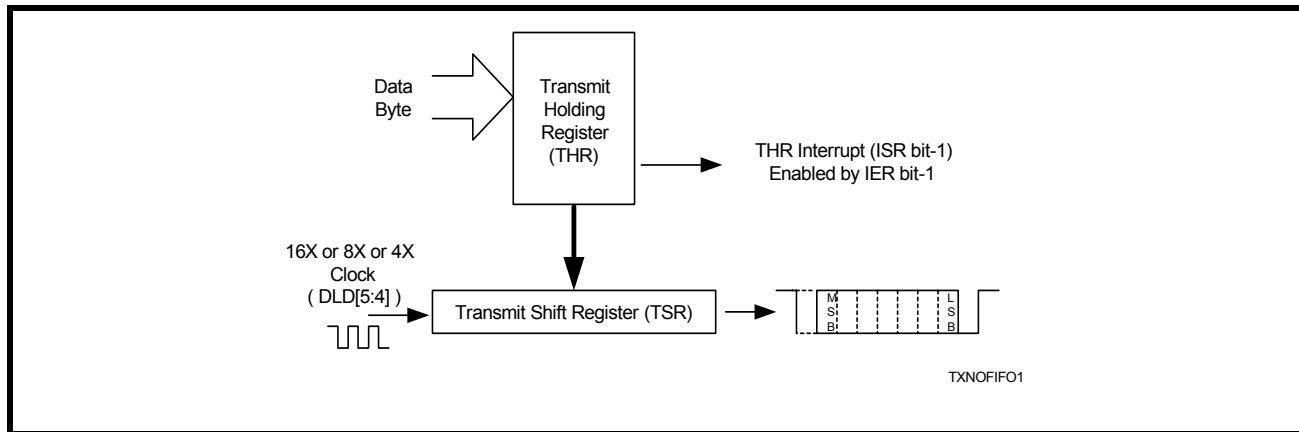 Data
Byte
Transmit
Holding
Register
(THR)
THR Interrupt (ISR bit-1)
Enabled by IER bit-1
16X or 8X or 4X
Clock
( DLD[5:4] )
Transmit Shift Register (TSR)
M
S
B
L
S
B
TXNOFIFO1